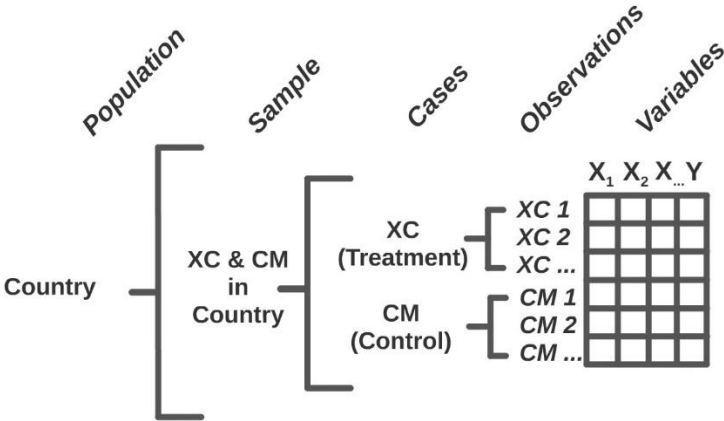 Population
Sample
Cases
Observations
Variables
X₁ X₂ X... Y
Country
XC & CM
in
Country
XC
(Treatment)
XC 1
XC 2
XC ...
CM
(Control)
CM 1
CM 2
CM ...